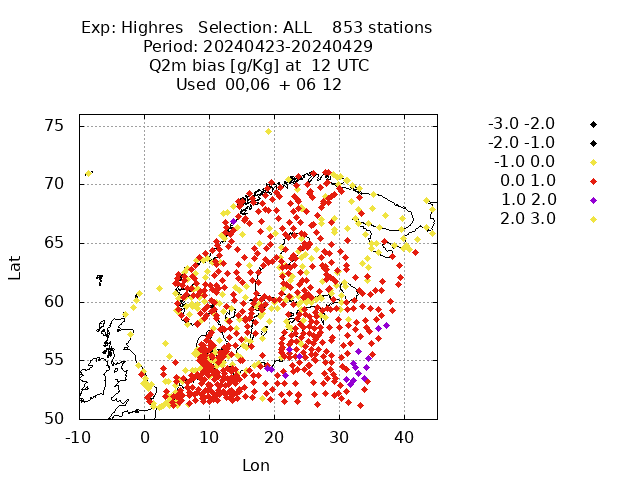 Exp: Highres   Selection: ALL    853 stations
Period: 20240423-20240429
Q2m bias [g/Kg] at  12 UTC
Used  00,06  + 06 12
-3.0 -2.0
-2.0 -1.0
-1.0 0.0
0.0 1.0
1.0 2.0
2.0 3.0
75
70
65
60
55
50
Lat
-10 0 10 20 30 40
Lon